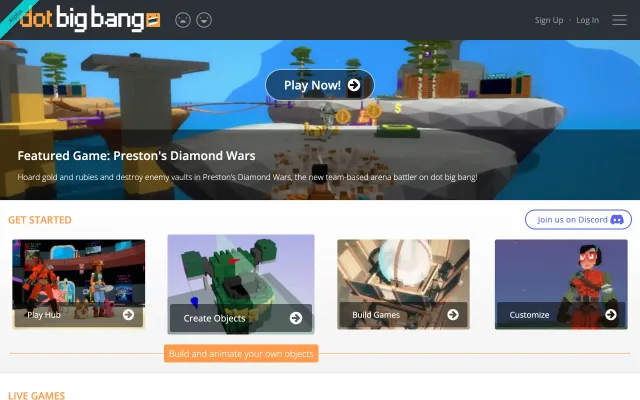 Alpha
dot big bang
Sign Up · Log In
Play Now!
Featured Game: Preston's Diamond Wars
Hoard gold and rubies and destroy enemy vaults in Preston's Diamond Wars, the new team-based arena battler on dot big bang!
GET STARTED
Join us on Discord
Play Hub
Create Objects
Build Games
Customize
Build and animate your own objects
LIVE GAMES